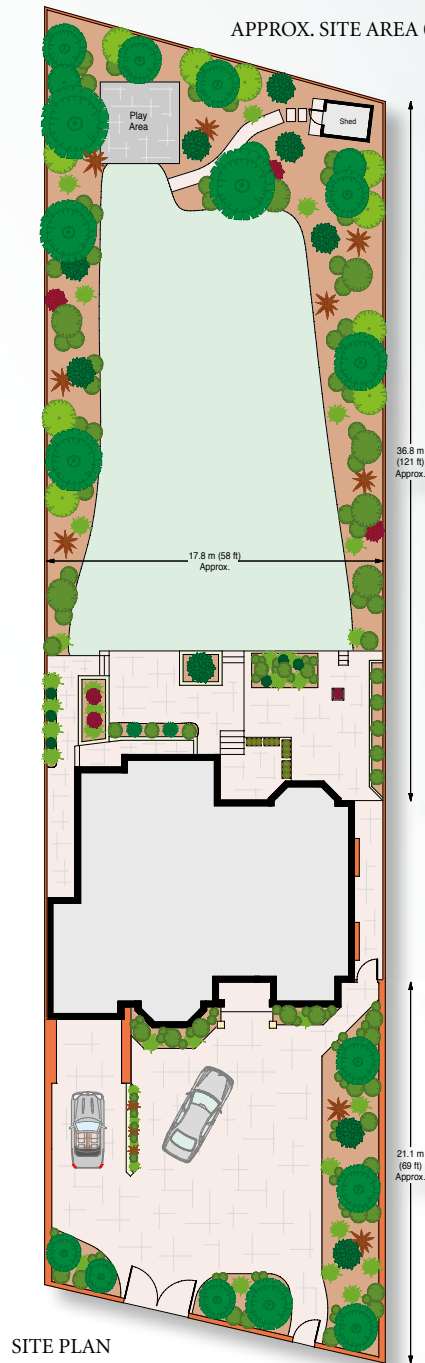 APPROX. SITE AREA
Play
Area
Shed
36.8 m
(121 ft)
Approx.
17.8 m (58 ft)
Approx.
21.1 m
(69 ft)
Approx.
SITE PLAN